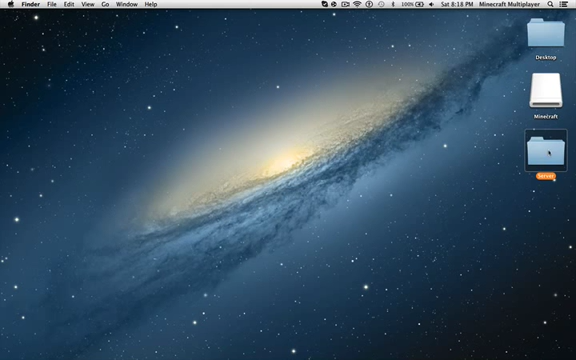 Finder File Edit View Go Window Help 100% Sat 8:18 PM Minecraft Multiplayer
Desktop
Minecraft
Server